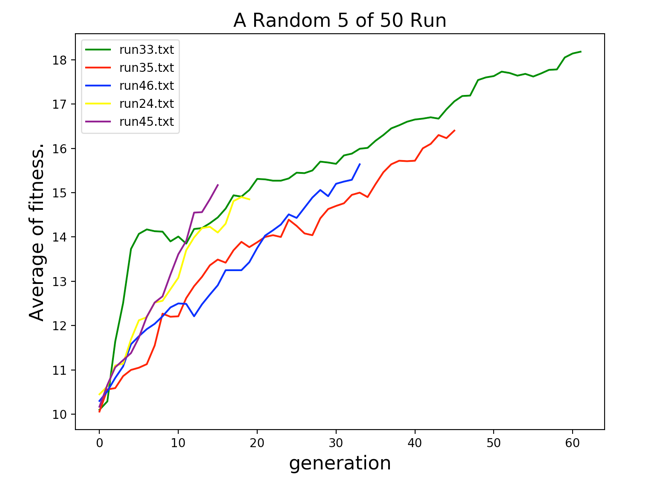 A Random 5 of 50 Run
run33.txt
run35.txt
run46.txt
run24.txt
run45.txt
Average of fitness.
18
17
16
15
14
13
12
11
10
0 10 20 30 40 50 60
generation